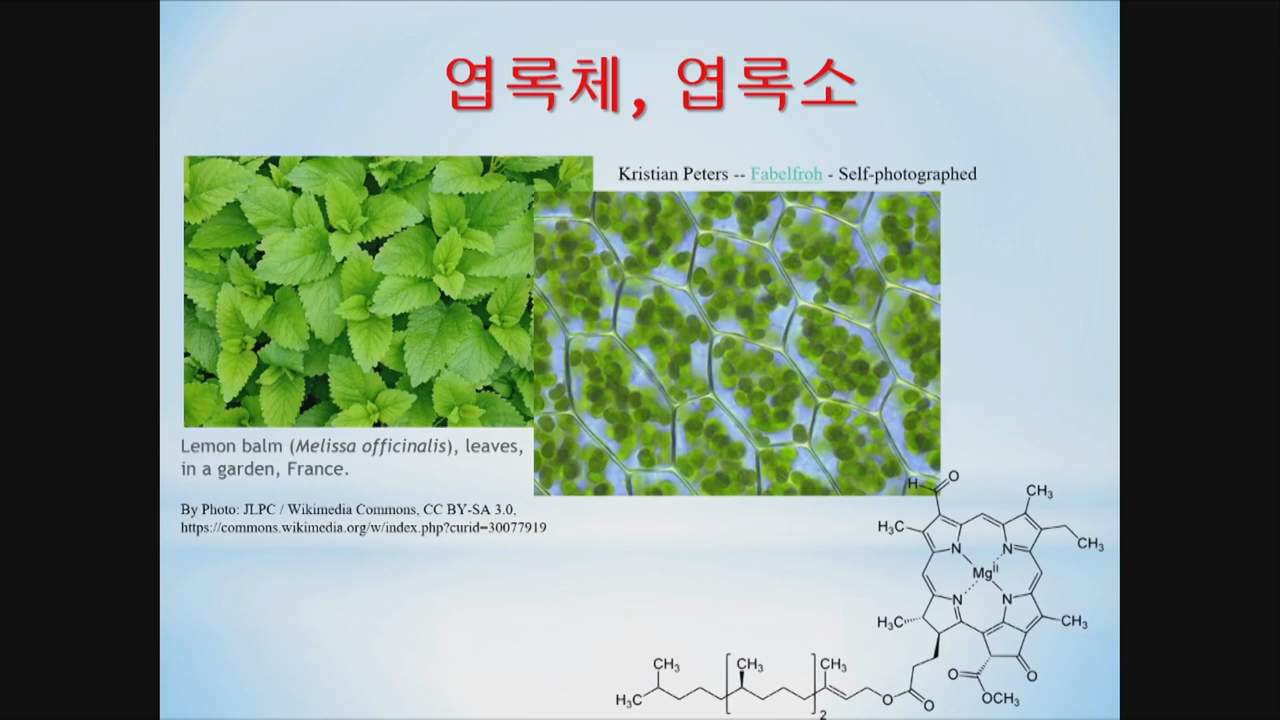 엽록체, 엽록소
Kristian Peters -- Fabelfroh - Self-photographed
Lemon balm (Melissa officinalis), leaves,
in a garden, France.
By Photo: JLPC / Wikimedia Commons, CC BY-SA 3.0,
https://commons.wikimedia.org/w/index.php?curid=30077919
H O
CH₃
H₃C
CH₃
N N
Mgᴵᴵ
N N
H₃C
CH₃
CH₃ CH₃ CH₃
O
O
H₃C
O O
OCH₃
2